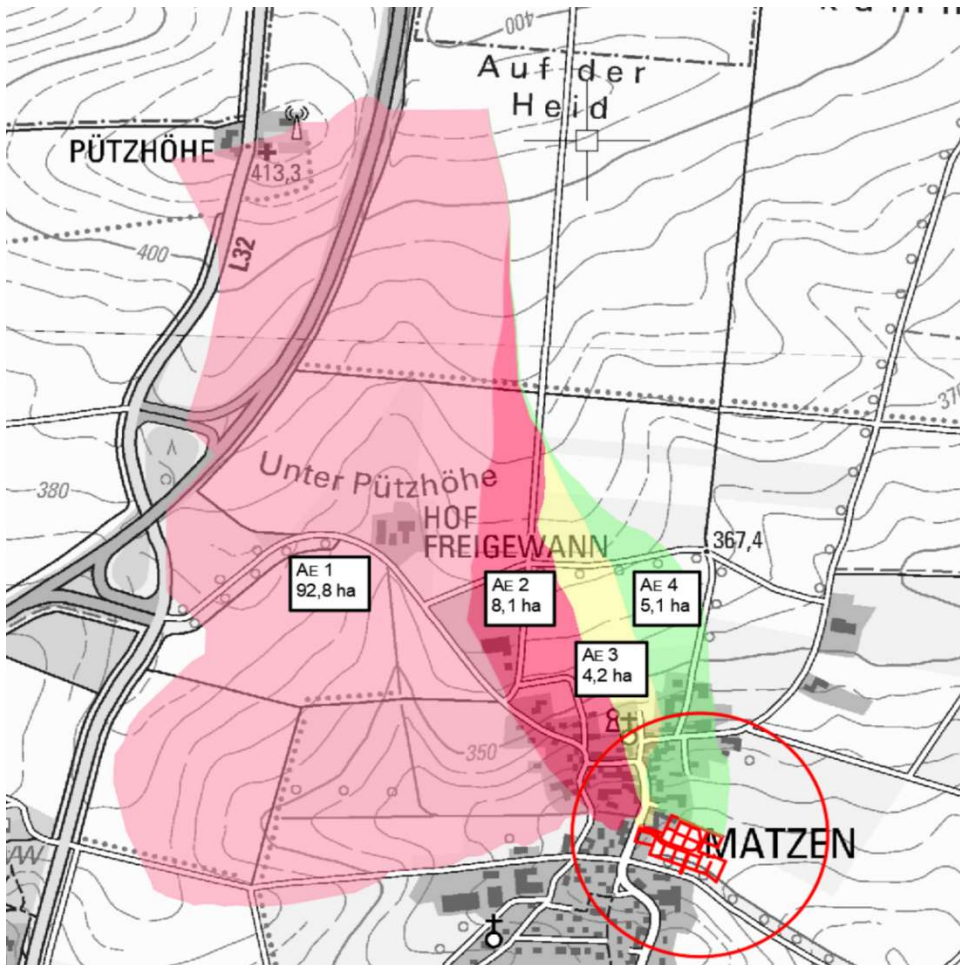 400
Auf der
Heid
PÜTZHÖHE
413,3
400
L32
370
380
Unter Pützhöhe
HOF
FREIGEWANN
367,4
AE 1
92,8 ha
AE 2
8,1 ha
AE 4
5,1 ha
AE 3
4,2 ha
350
MATZEN